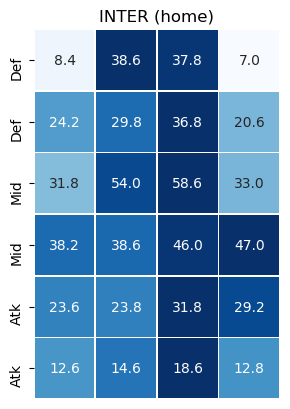 INTER (home)
Def 8.4 38.6 37.8 7.0
Def 24.2 29.8 36.8 20.6
Mid 31.8 54.0 58.6 33.0
Mid 38.2 38.6 46.0 47.0
Atk 23.6 23.8 31.8 29.2
Atk 12.6 14.6 18.6 12.8